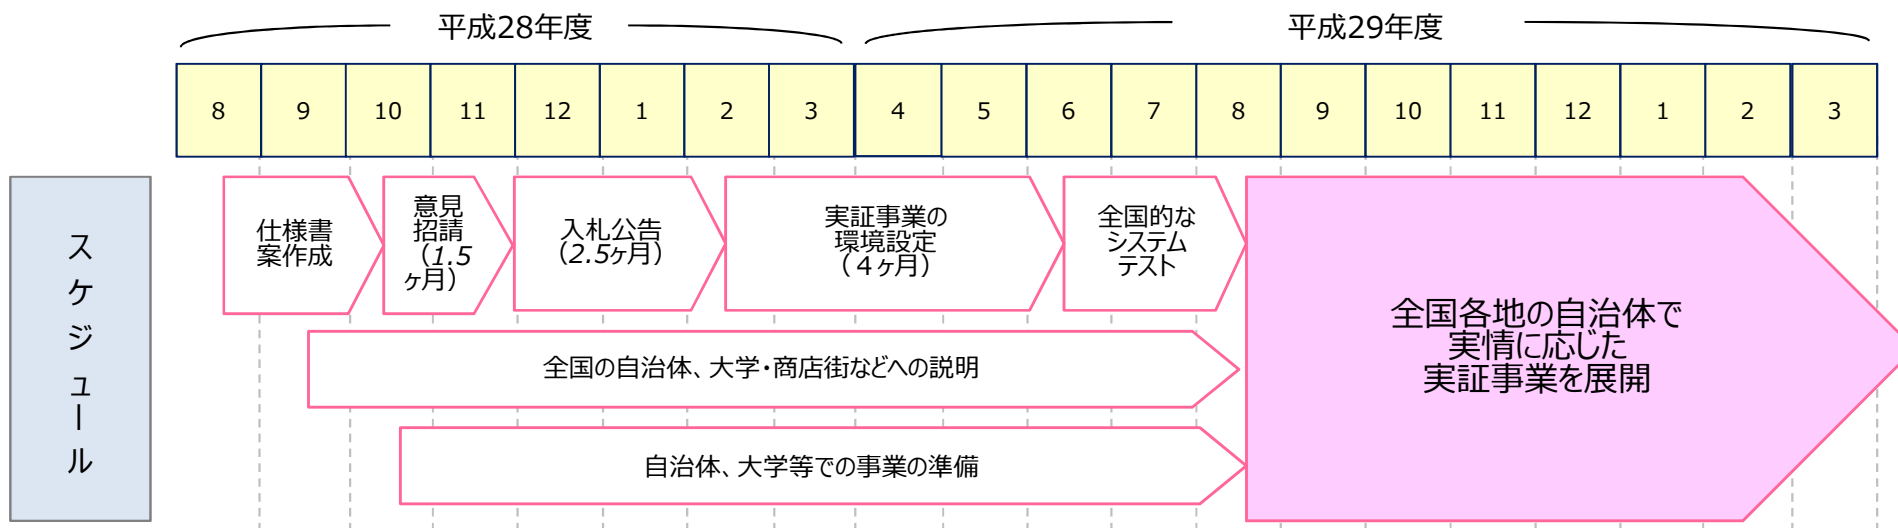 平成28年度
平成29年度
8 9 10 11 12 1 2 3 4 5 6 7 8 9 10 11 12 1 2 3
スケジュール
仕様書
案作成
意見
招請
（1.5
ヶ月）
入札公告
（2.5ヶ月）
実証事業の
環境設定
（４ヶ月）
全国的な
システム
テスト
全国の自治体、大学・商店街などへの説明
自治体、大学等での事業の準備
全国各地の自治体で
実情に応じた
実証事業を展開